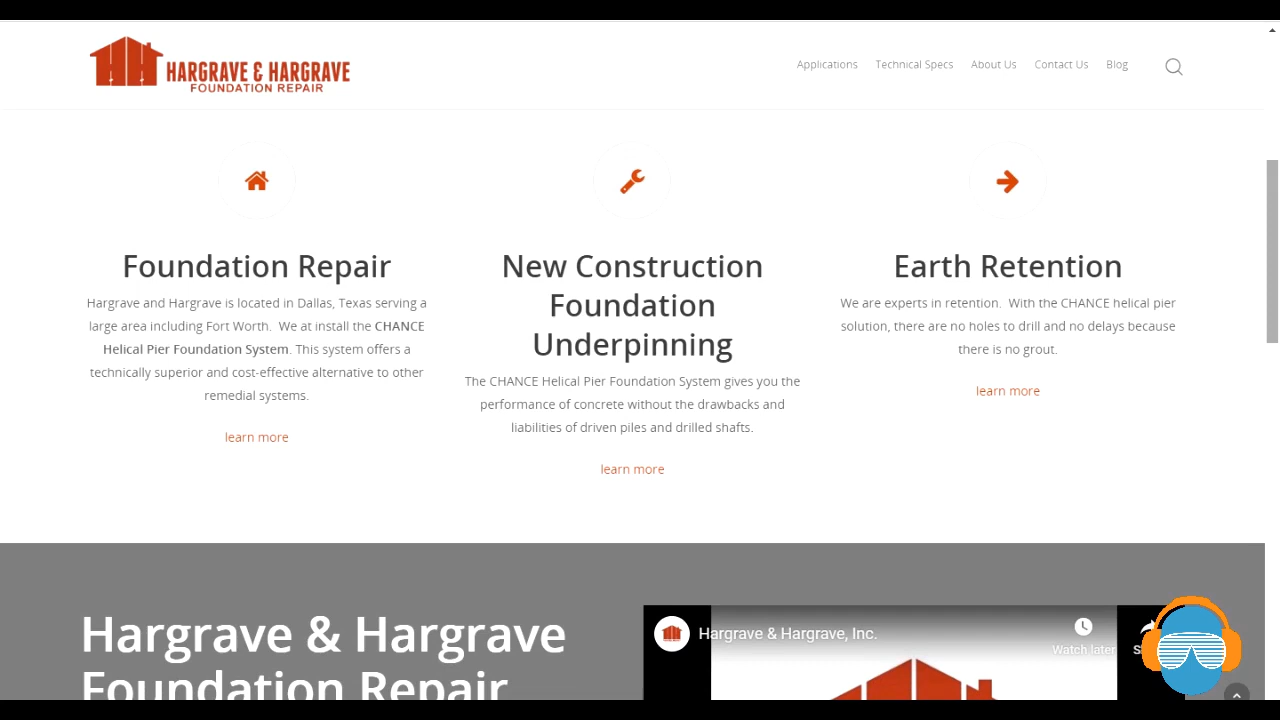 HARGRAVE & HARGRAVE
FOUNDATION REPAIR
Applications
Technical Specs
About Us
Contact Us
Blog
Foundation Repair
Hargrave and Hargrave is located in Dallas, Texas serving a
large area including Fort Worth. We at install the CHANCE
Helical Pier Foundation System. This system offers a
technically superior and cost-effective alternative to other
remedial systems.
learn more
New Construction
Foundation
Underpinning
The CHANCE Helical Pier Foundation System gives you the
performance of concrete without the drawbacks and
liabilities of driven piles and drilled shafts.
learn more
Earth Retention
We are experts in retention. With the CHANCE helical pier
solution, there are no holes to drill and no delays because
there is no grout.
learn more
Hargrave & Hargrave
Foundation Repair
Hargrave & Hargrave, Inc.
Watch later